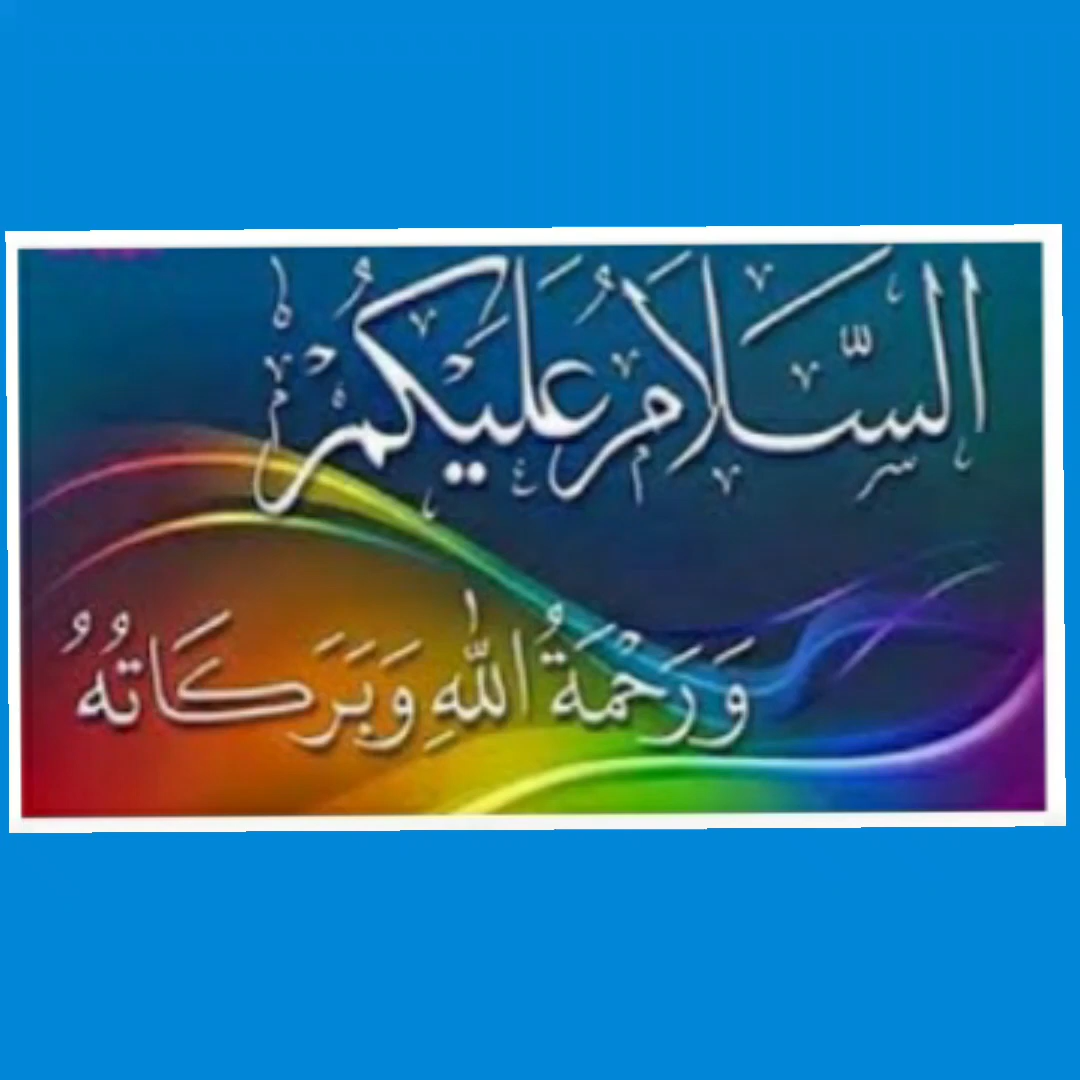 السَّلَامُ عَلَيْكُمْ
وَرَحْمَةُ اللهِ وَبَرَكَاتُهُ